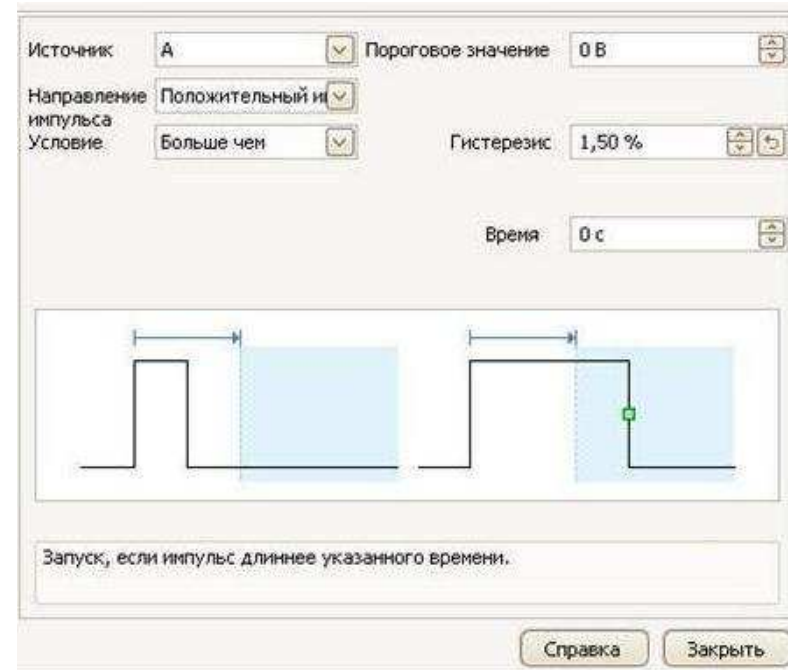 Источник A Пороговое значение 0 В
Направление импульса Положительный и
Условие Больше чем Гистерезис 1,50 %
Время 0 с
Запуск, если импульс длиннее указанного времени.
Справка Закрыть